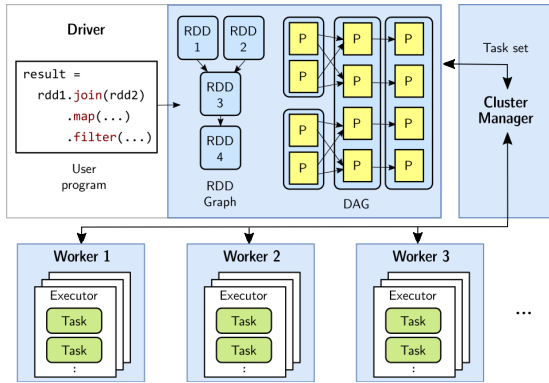 Driver
result =
rdd1.join(rdd2)
.map(...)
.filter(...)
User
program
RDD
1
RDD
2
RDD
3
RDD
4
RDD
Graph
P
P
P
P
P
P
P
P
P
P
P
P
DAG
Task set
Cluster
Manager
Worker 1
Executor
Task
Task
:
Worker 2
Executor
Task
Task
:
Worker 3
Executor
Task
Task
:
...